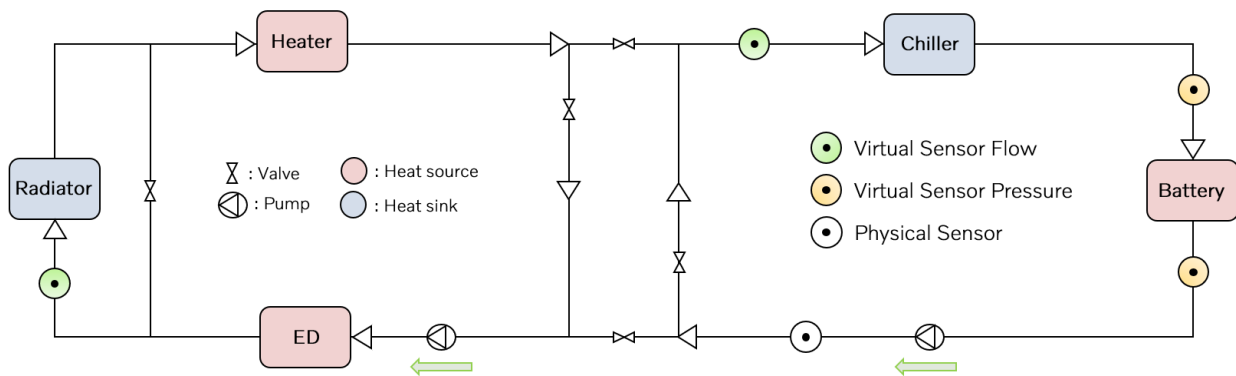 Heater
Chiller
Radiator
: Valve
: Heat source
: Pump
: Heat sink
Virtual Sensor Flow
Virtual Sensor Pressure
Physical Sensor
Battery
ED